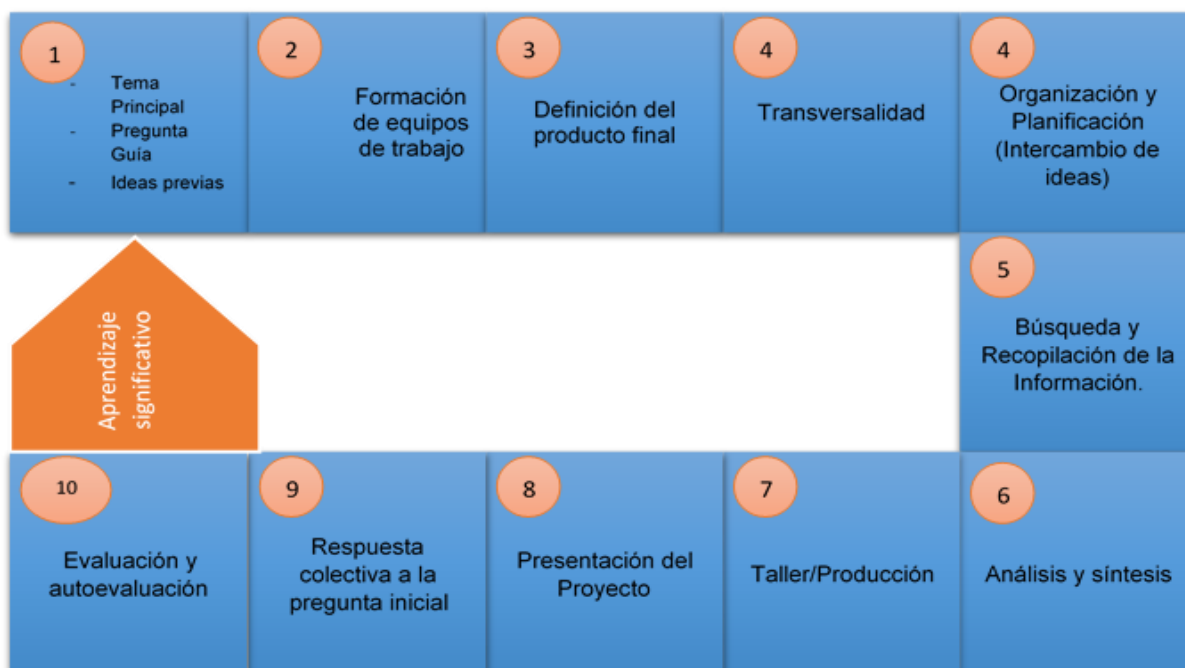 1
- Tema
Principal
- Pregunta
Guía
- Ideas previas
2
Formación
de equipos
de trabajo
3
Definición del
producto final
4
Transversalidad
4
Organización y
Planificación
(Intercambio de
ideas)
5
Búsqueda y
Recopilación de la
Información.
6
Análisis y síntesis
7
Taller/Producción
8
Presentación del
Proyecto
9
Respuesta
colectiva a la
pregunta inicial
10
Evaluación y
autoevaluación
Aprendizaje
significativo